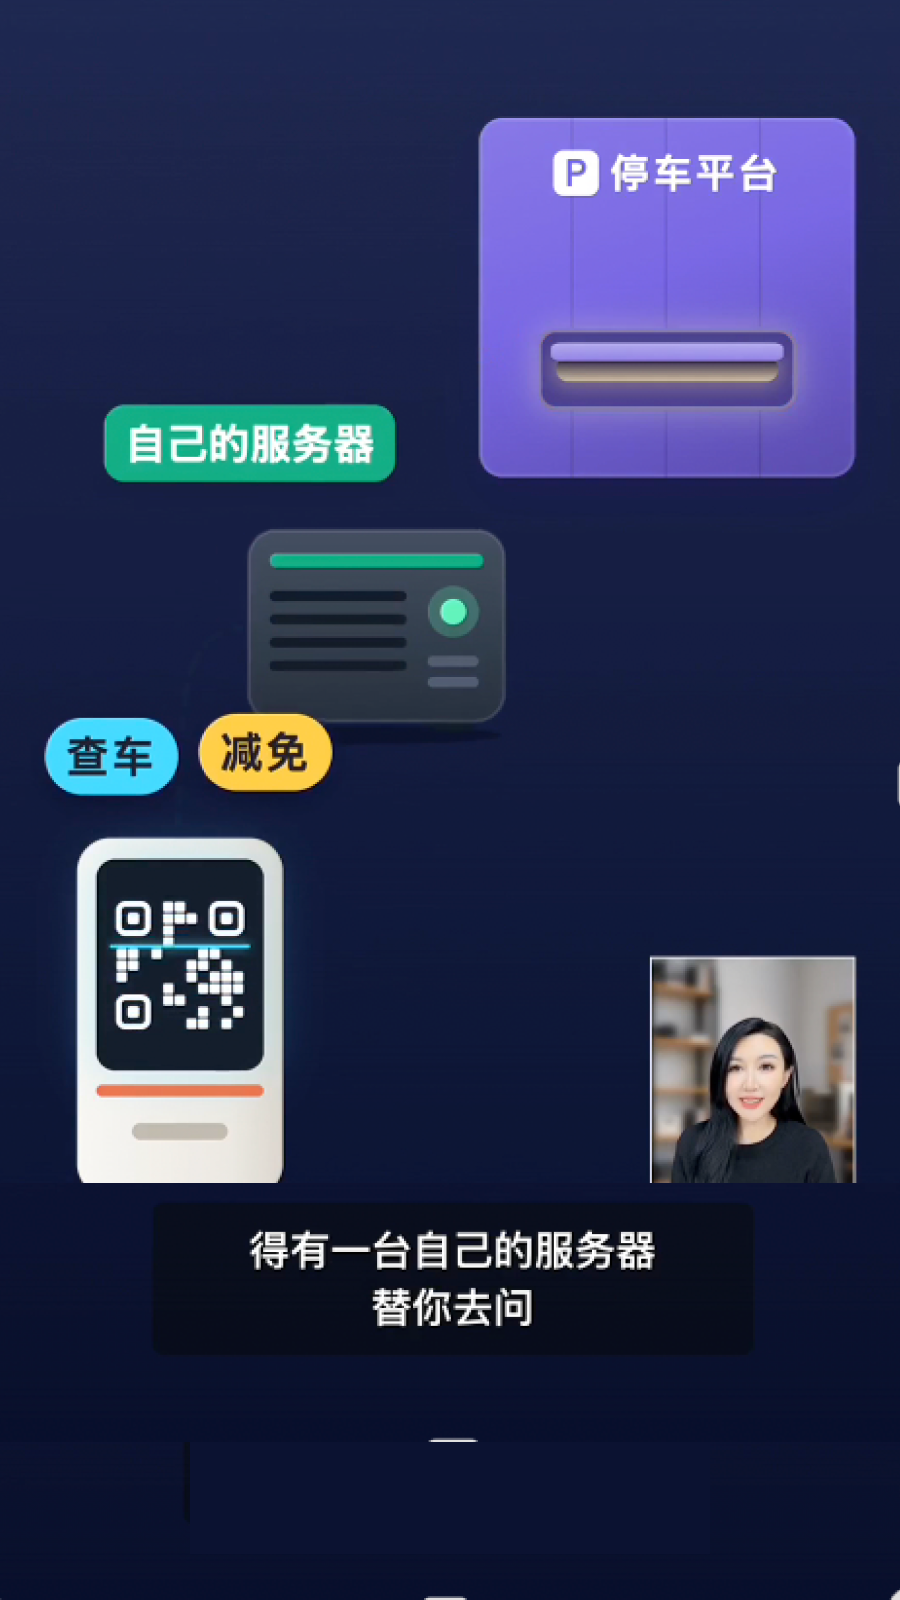 P 停车平台
自己的服务器
查车
减免
得有一台自己的服务器
替你去问